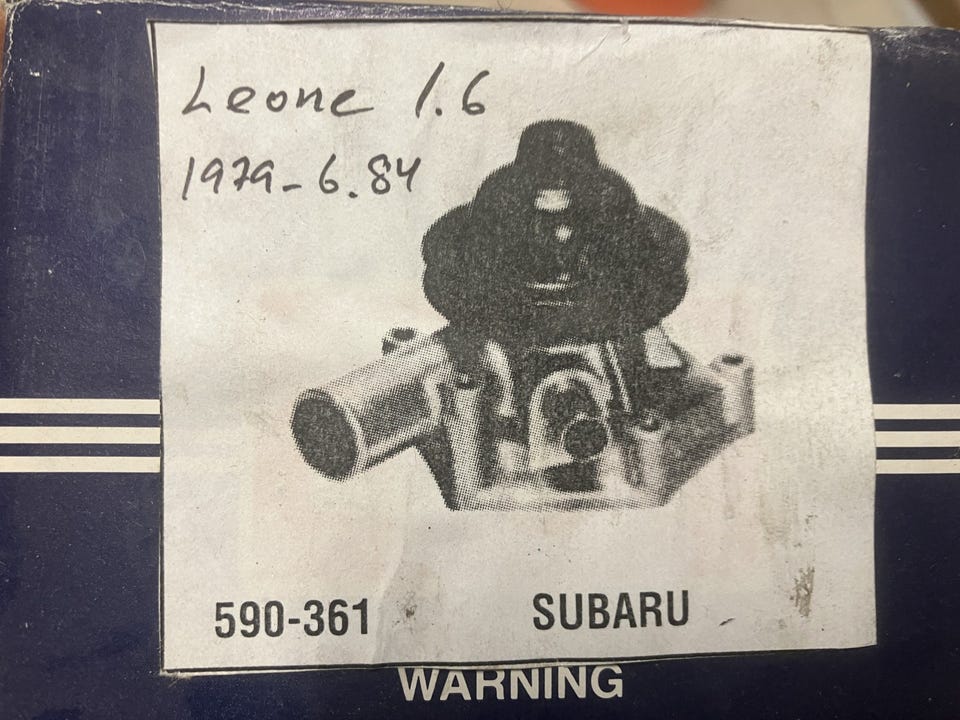 Leone 1.6
1979-6.84
590-361 SUBARU
WARNING